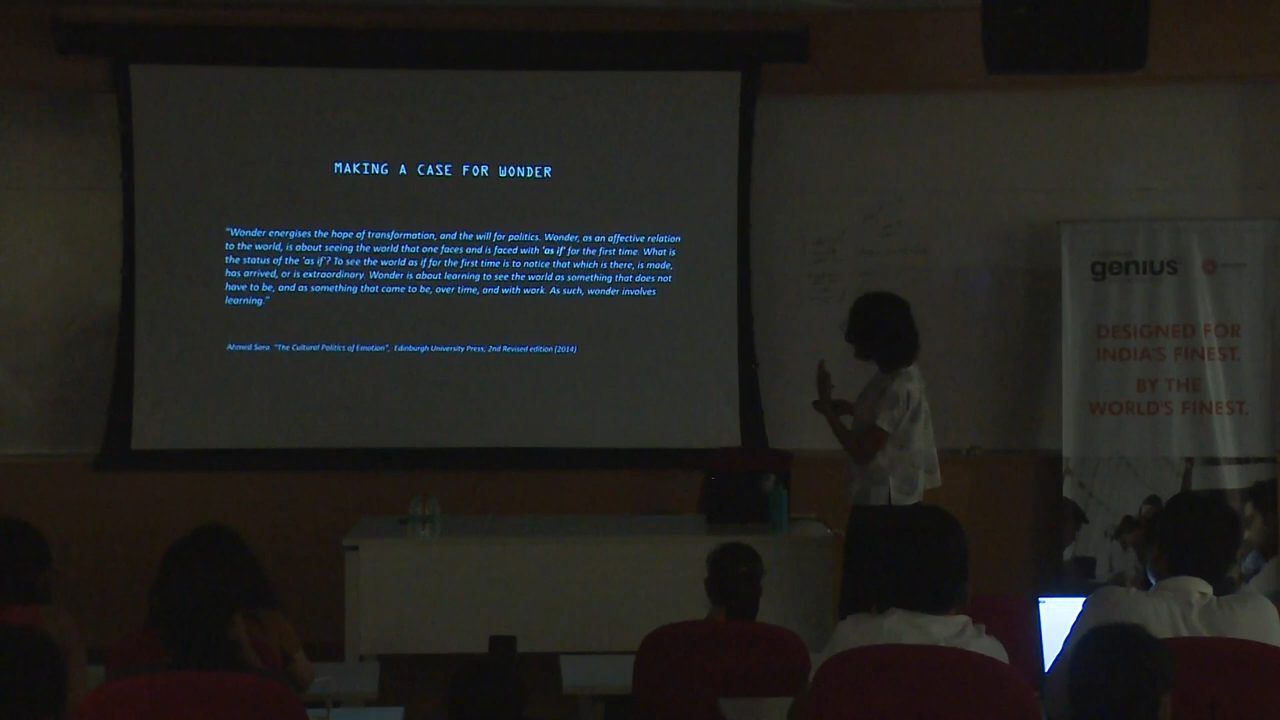 MAKING A CASE FOR WONDER
"Wonder energises the hope of transformation, and the will for politics. Wonder, as an affective relation
to the world, is about seeing the world that one faces and is faced with 'as if' for the first time. What is
the status of the 'as if'? To see the world as if for the first time is to notice that which is there, is made,
has arrived, or is extraordinary. Wonder is about learning to see the world as something that does not
have to be, and as something that came to be, over time, and with work. As such, wonder involves
learning."
Ahmed Sara. "The Cultural Politics of Emotion", Edinburgh University Press; 2nd Revised edition (2014)
genius
DESIGNED FOR
INDIA'S FINEST.
BY THE
WORLD'S FINEST.